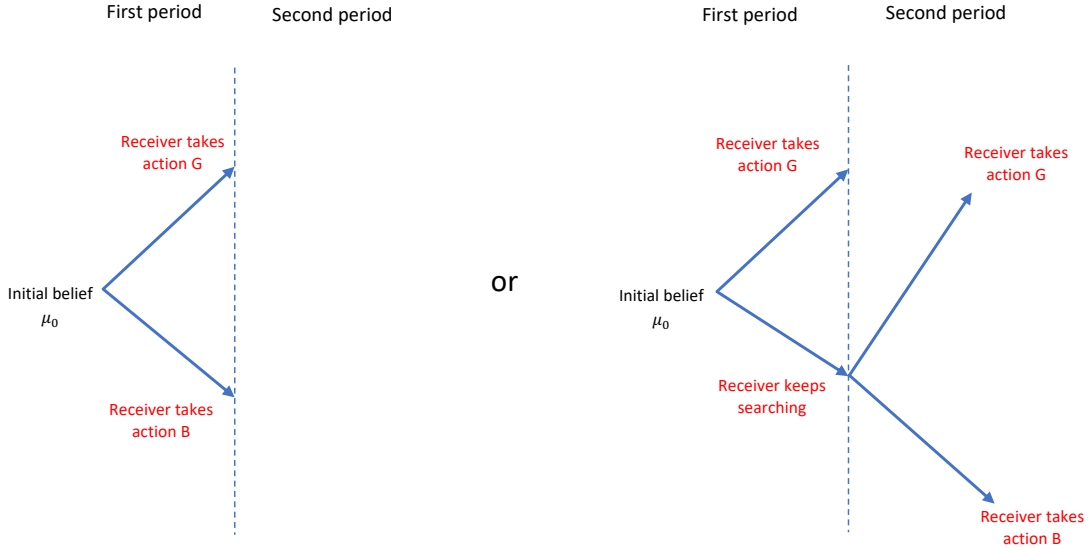 First period
Second period
Receiver takes
action G
Initial belief
μ₀
Receiver takes
action B
or
First period
Second period
Receiver takes
action G
Receiver takes
action G
Initial belief
μ₀
Receiver keeps
searching
Receiver takes
action B